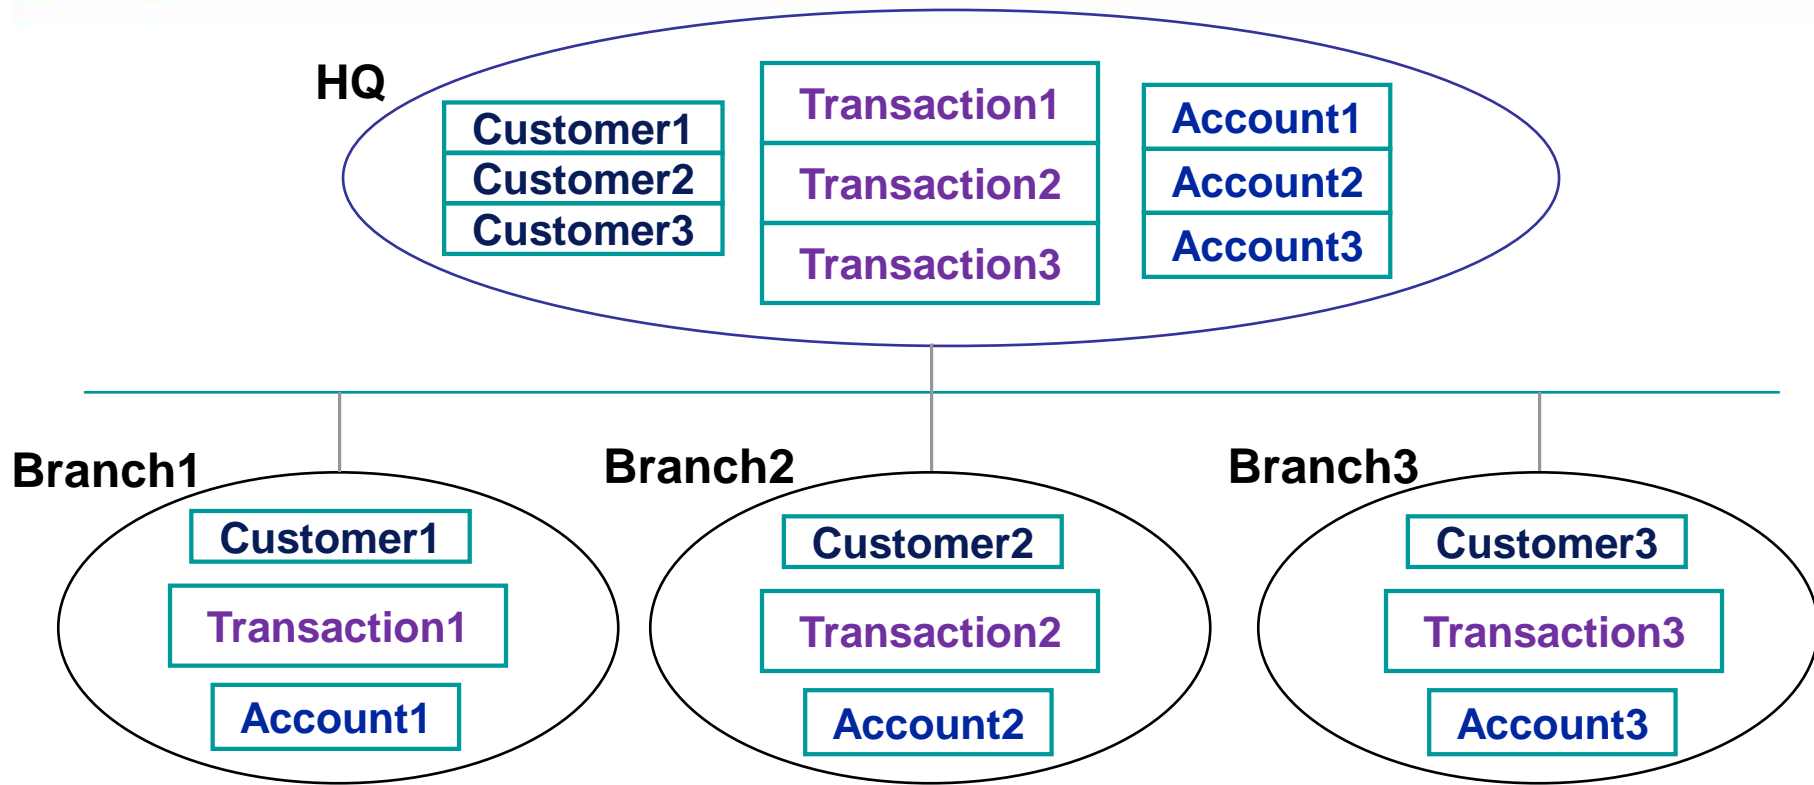 HQ
Customer1
Customer2
Customer3
Transaction1
Transaction2
Transaction3
Account1
Account2
Account3
Branch1
Customer1
Transaction1
Account1
Branch2
Customer2
Transaction2
Account2
Branch3
Customer3
Transaction3
Account3